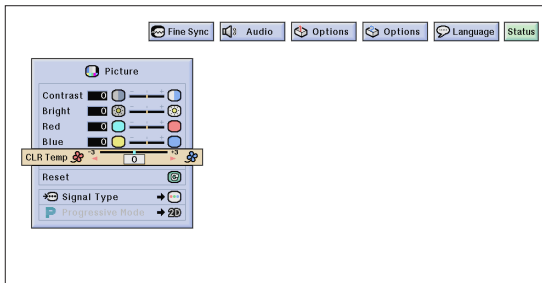 Fine Sync Audio Options Options Language Status
Picture
Contrast 0
Bright 0
Red 0
Blue 0
CLR Temp -3 0 +3
Reset
Signal Type
P Progressive Mode 2D